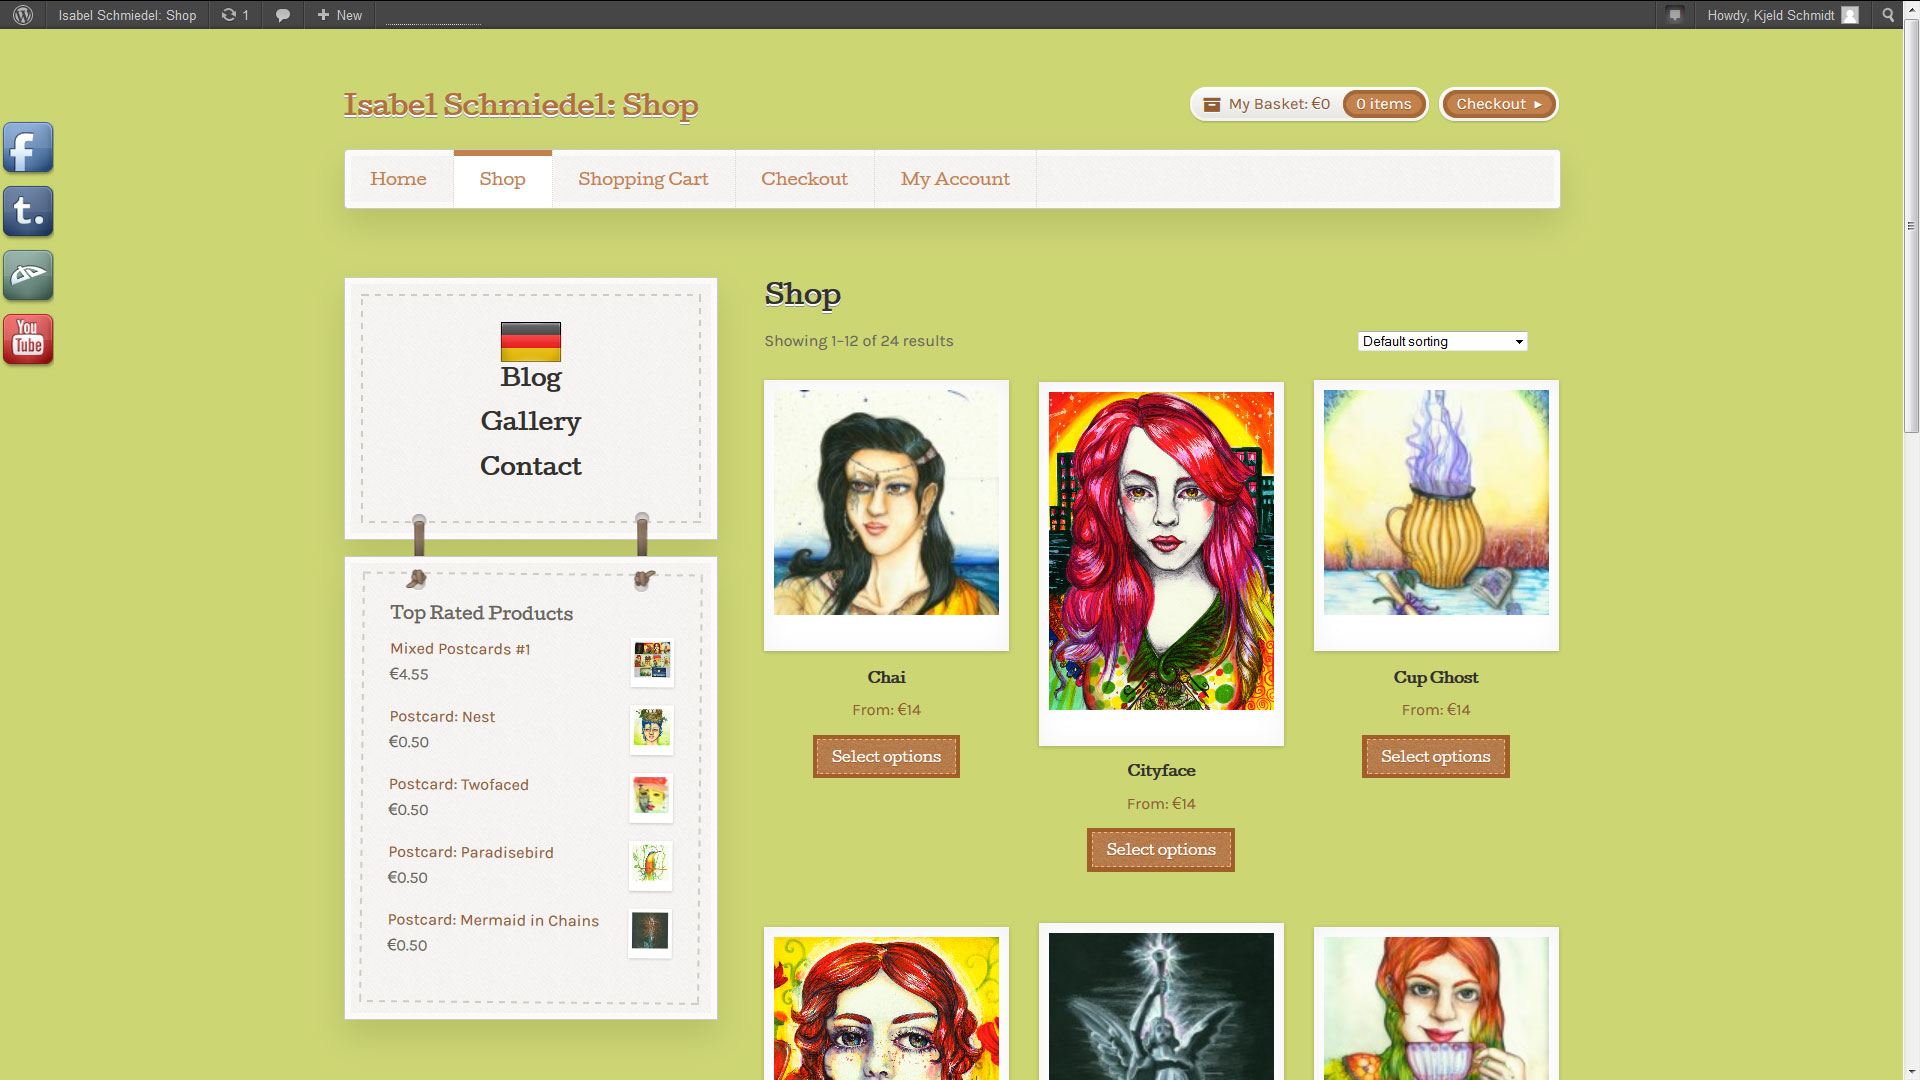 Isabel Schmiedel: Shop
1
New
Howdy, Kjeld Schmidt
Isabel Schmiedel: Shop
My Basket: €0
0 items
Checkout ▸
Home
Shop
Shopping Cart
Checkout
My Account
f
t.
You
Tube
Blog
Gallery
Contact
Top Rated Products
Mixed Postcards #1
€4.55
Postcard: Nest
€0.50
Postcard: Twofaced
€0.50
Postcard: Paradisebird
€0.50
Postcard: Mermaid in Chains
€0.50
Shop
Showing 1–12 of 24 results
Default sorting
Chai
From: €14
Select options
Cityface
From: €14
Select options
Cup Ghost
From: €14
Select options